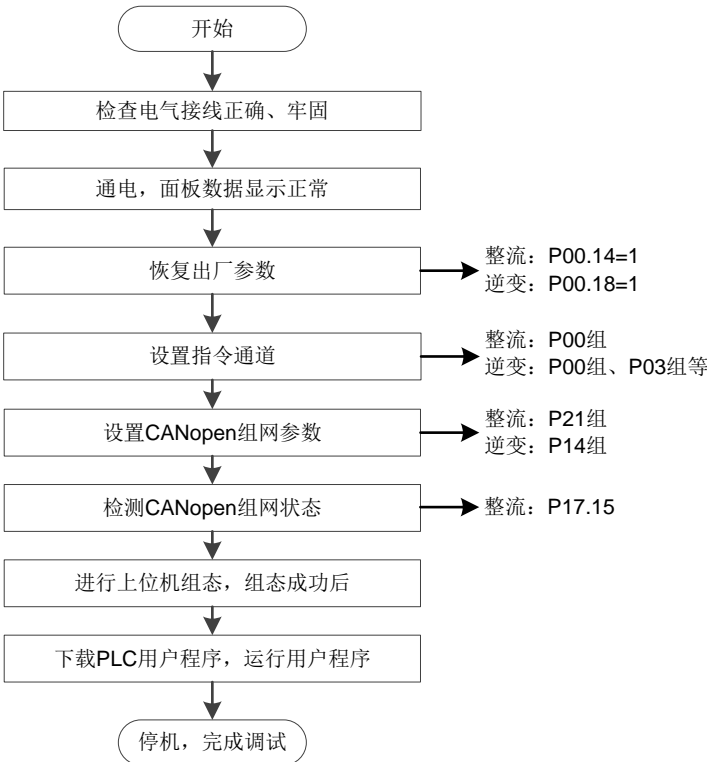 开始
检查电气接线正确、牢固
通电，面板数据显示正常
恢复出厂参数
整流：P00.14=1
逆变：P00.18=1
设置指令通道
整流：P00组
逆变：P00组、P03组等
设置CANopen组网参数
整流：P21组
逆变：P14组
检测CANopen组网状态
整流：P17.15
进行上位机组态，组态成功后
下载PLC用户程序，运行用户程序
停机，完成调试